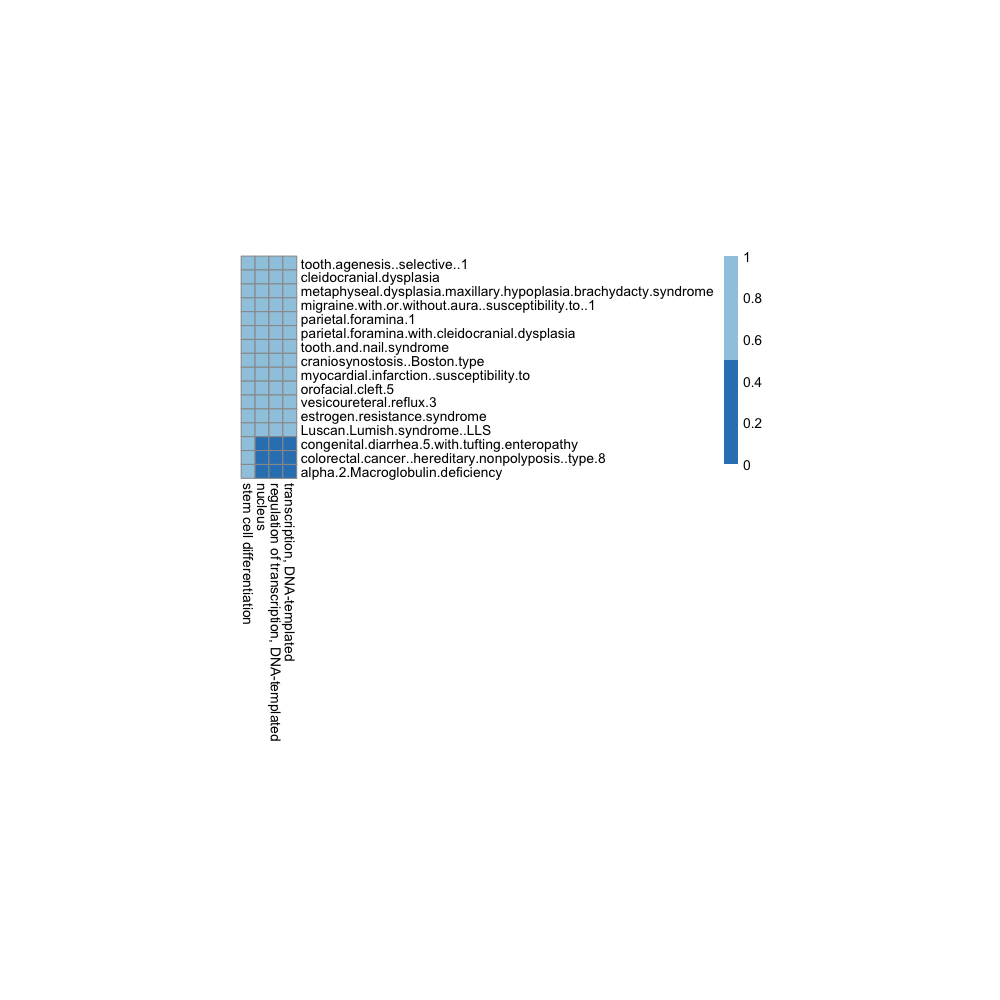 tooth.agenesis..selective..1
cleidocranial.dysplasia
metaphyseal.dysplasia.maxillary.hypoplasia.brachydacty.syndrome
migraine.with.or.without.aura..susceptibility.to..1
parietal.foramina.1
parietal.foramina.with.cleidocranial.dysplasia
tooth.and.nail.syndrome
craniosynostosis..Boston.type
myocardial.infarction..susceptibility.to
orofacial.cleft.5
vesicoureteral.reflux.3
estrogen.resistance.syndrome
Luscan.Lumish.syndrome..LLS
congenital.diarrhea.5.with.tufting.enteropathy
colorectal.cancer..hereditary.nonpolyposis..type.8
alpha.2.Macroglobulin.deficiency
stem cell differentiation
nucleus
regulation of transcription, DNA-templated
transcription, DNA-templated
1
0.8
0.6
0.4
0.2
0